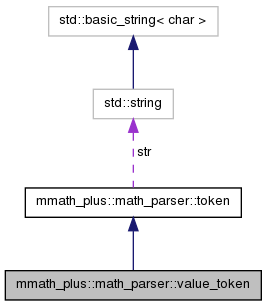 std::basic_string< char >
std::string
str
mmath_plus::math_parser::token
mmath_plus::math_parser::value_token